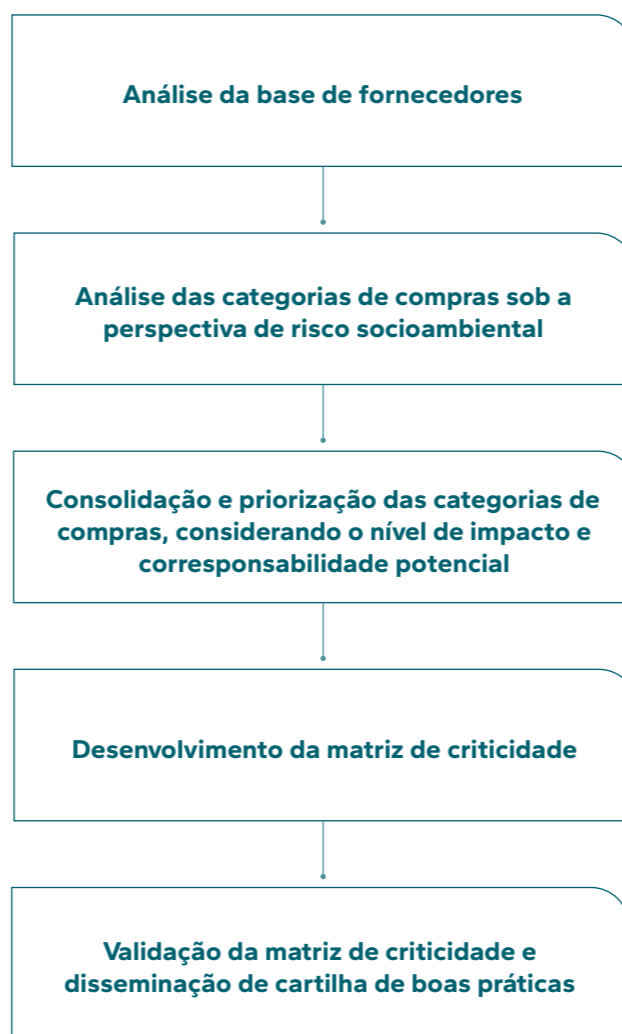 Análise da base de fornecedores
Análise das categorias de compras sob a
perspectiva de risco socioambiental
Consolidação e priorização das categorias de
compras, considerando o nível de impacto e
corresponsabilidade potencial
Desenvolvimento da matriz de criticidade
Validação da matriz de criticidade e
disseminação de cartilha de boas práticas